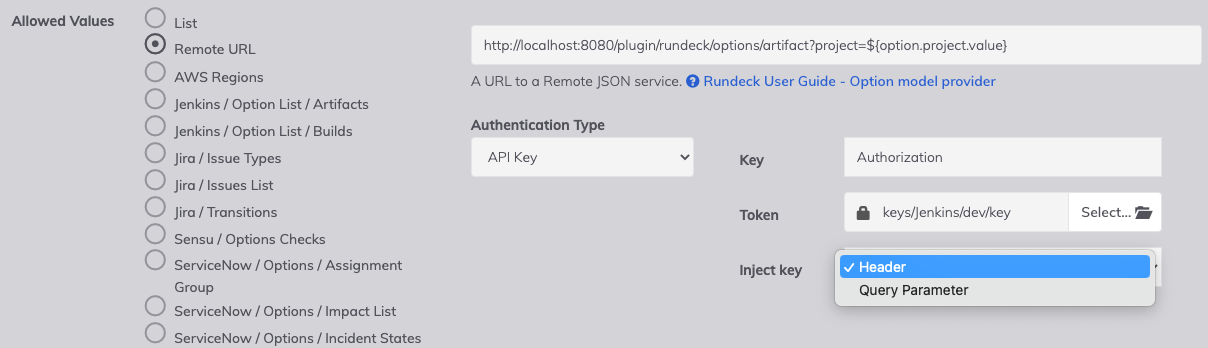 Allowed Values
List
Remote URL
AWS Regions
Jenkins / Option List / Artifacts
Jenkins / Option List / Builds
Jira / Issue Types
Jira / Issues List
Jira / Transitions
Sensu / Options Checks
ServiceNow / Options / Assignment
Group
ServiceNow / Options / Impact List
ServiceNow / Options / Incident States
http://localhost:8080/plugin/rundeck/options/artifact?project=${option.project.value}
A URL to a Remote JSON service. ? Rundeck User Guide - Option model provider
Authentication Type
API Key
Key
Authorization
Token
keys/Jenkins/dev/key
Select...
Inject key
✓ Header
Query Parameter